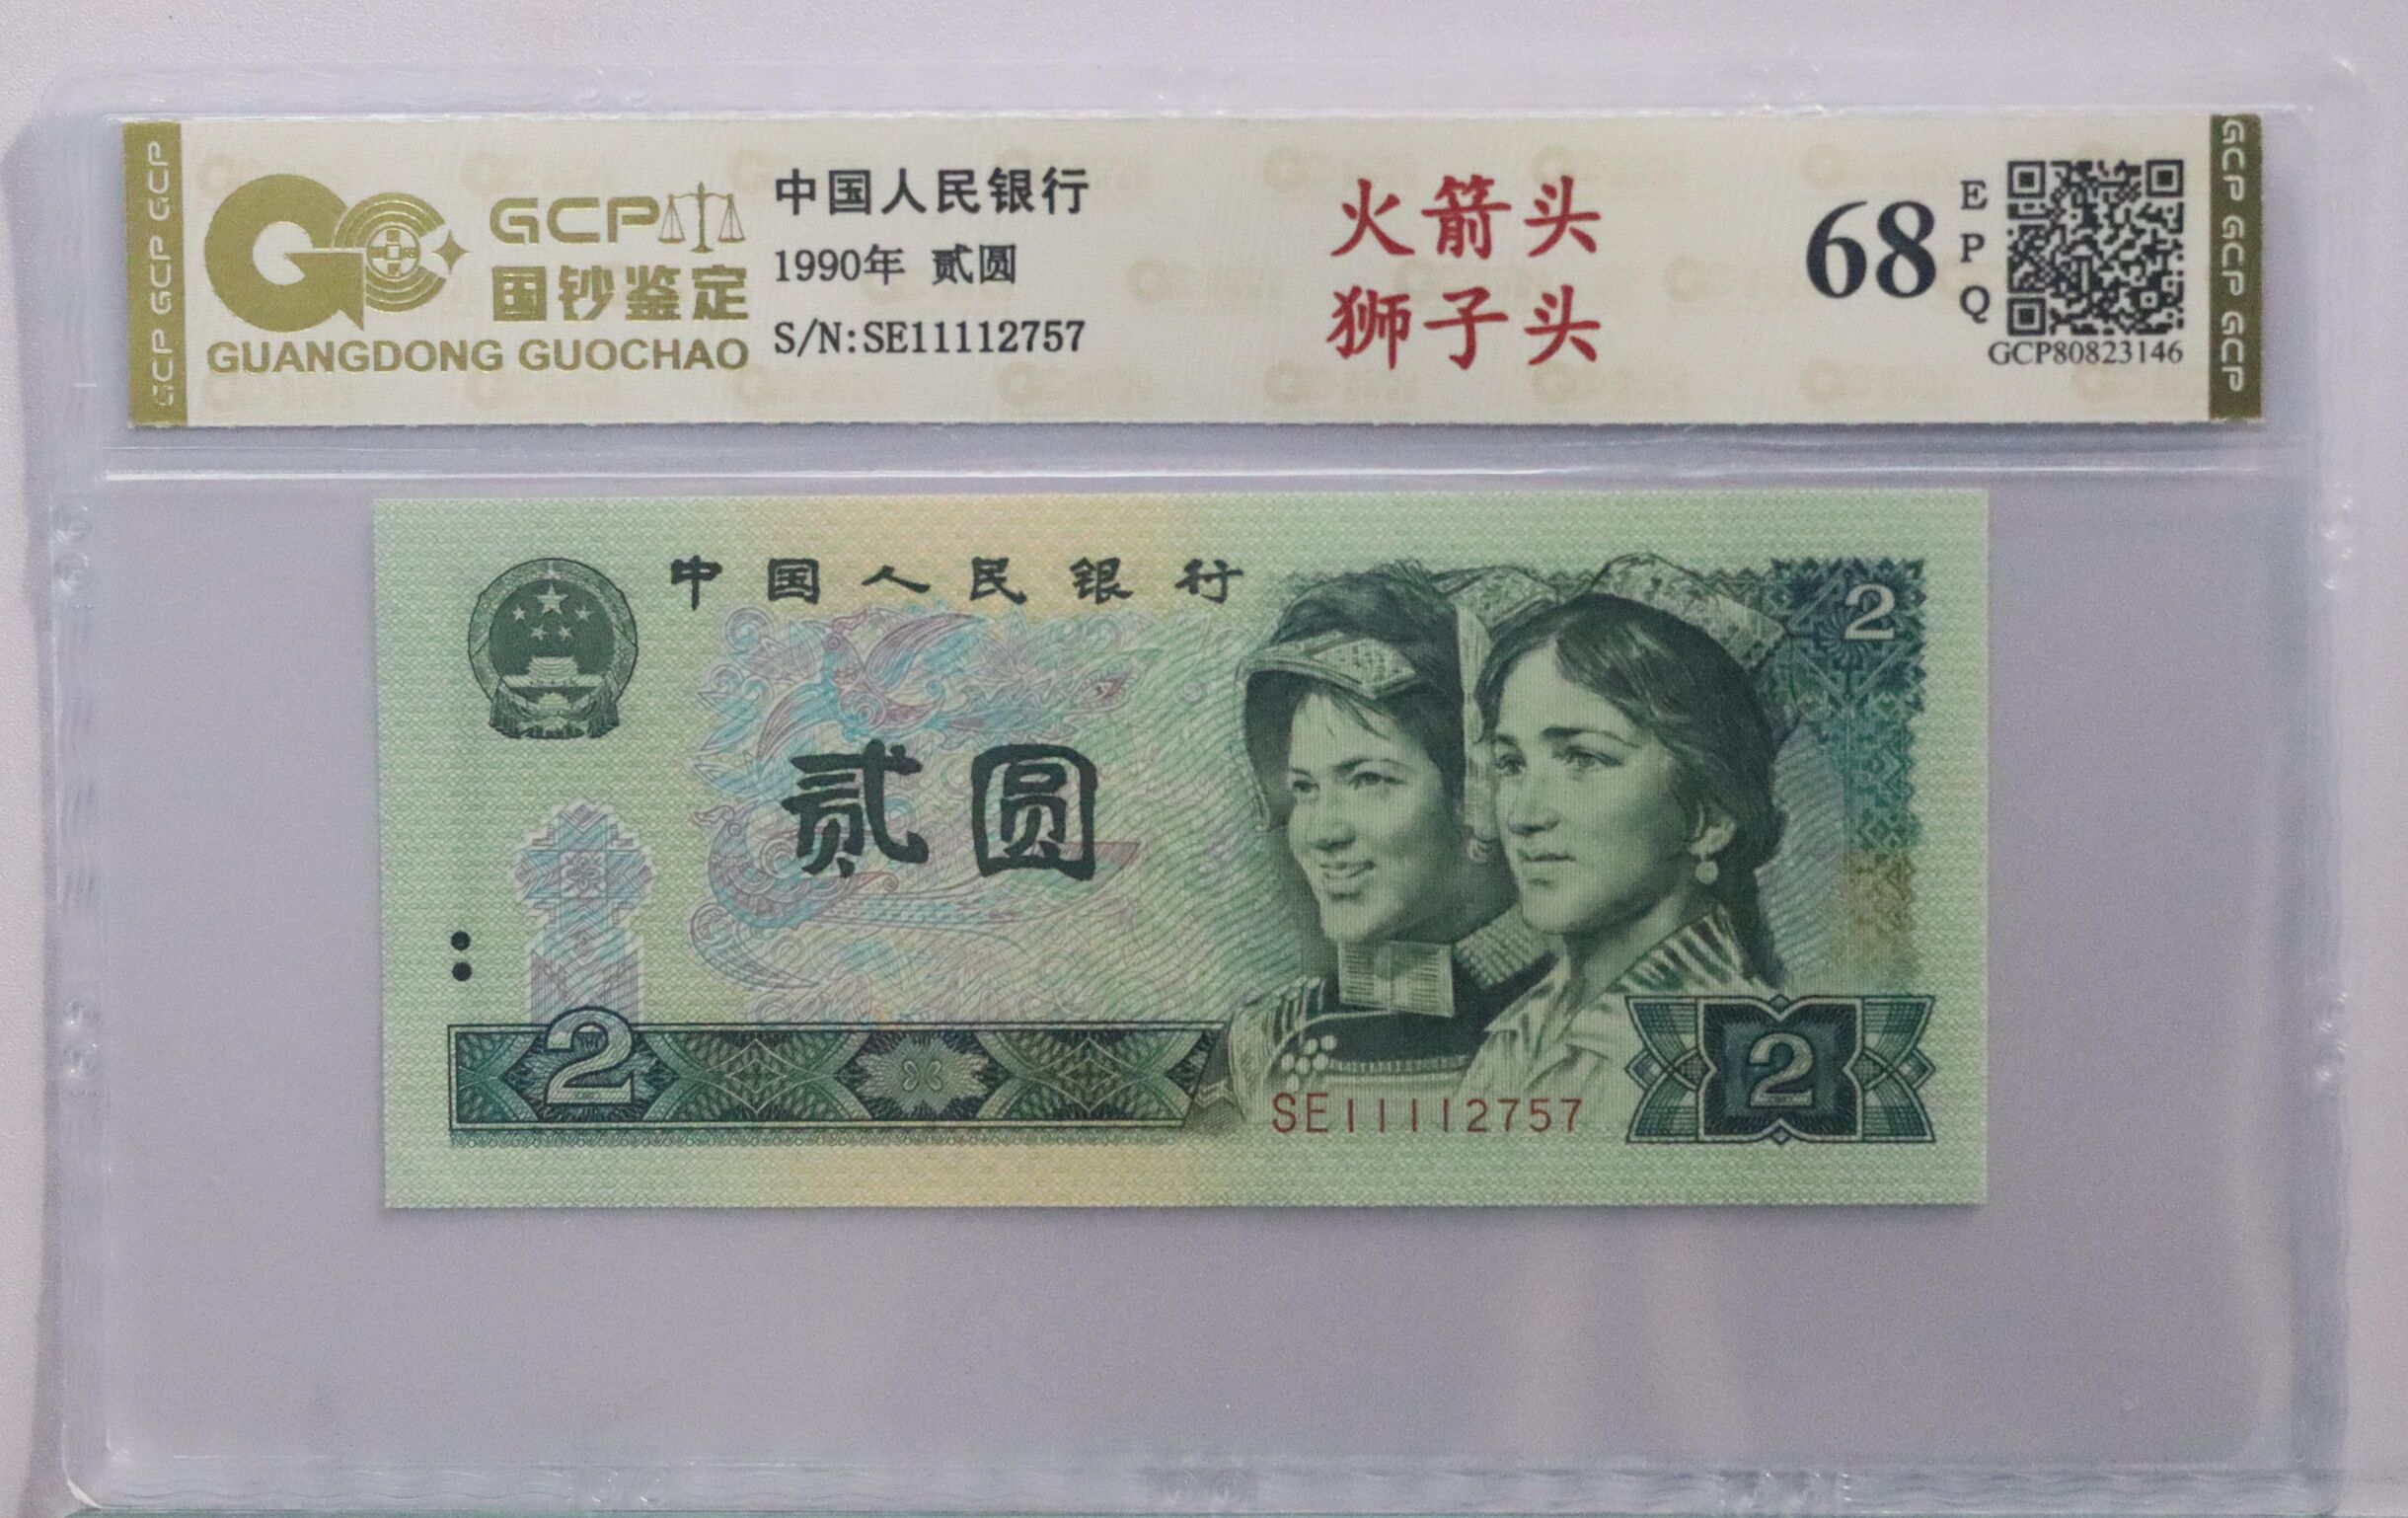 GCP GCP GCP
GCP
国钞鉴定
GUANGDONG GUOCHAO
中国人民银行
1990年 贰圆
S/N:SE11112757
火箭头
狮子头
68
EPQ
GCP80823146
GCP GCP GCP
中国人民银行
2
贰圆
2
2
SE11112757